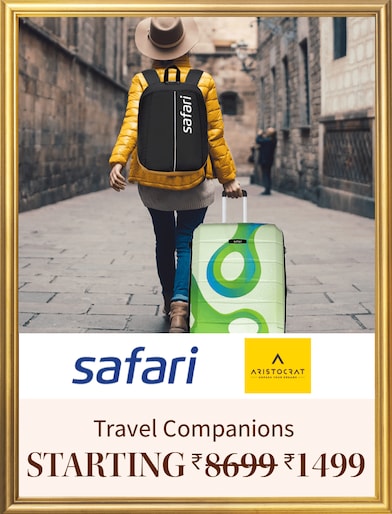 safari
safari
safari
ARISTOCRAT
Travel Companions
STARTING ₹8699 ₹1499